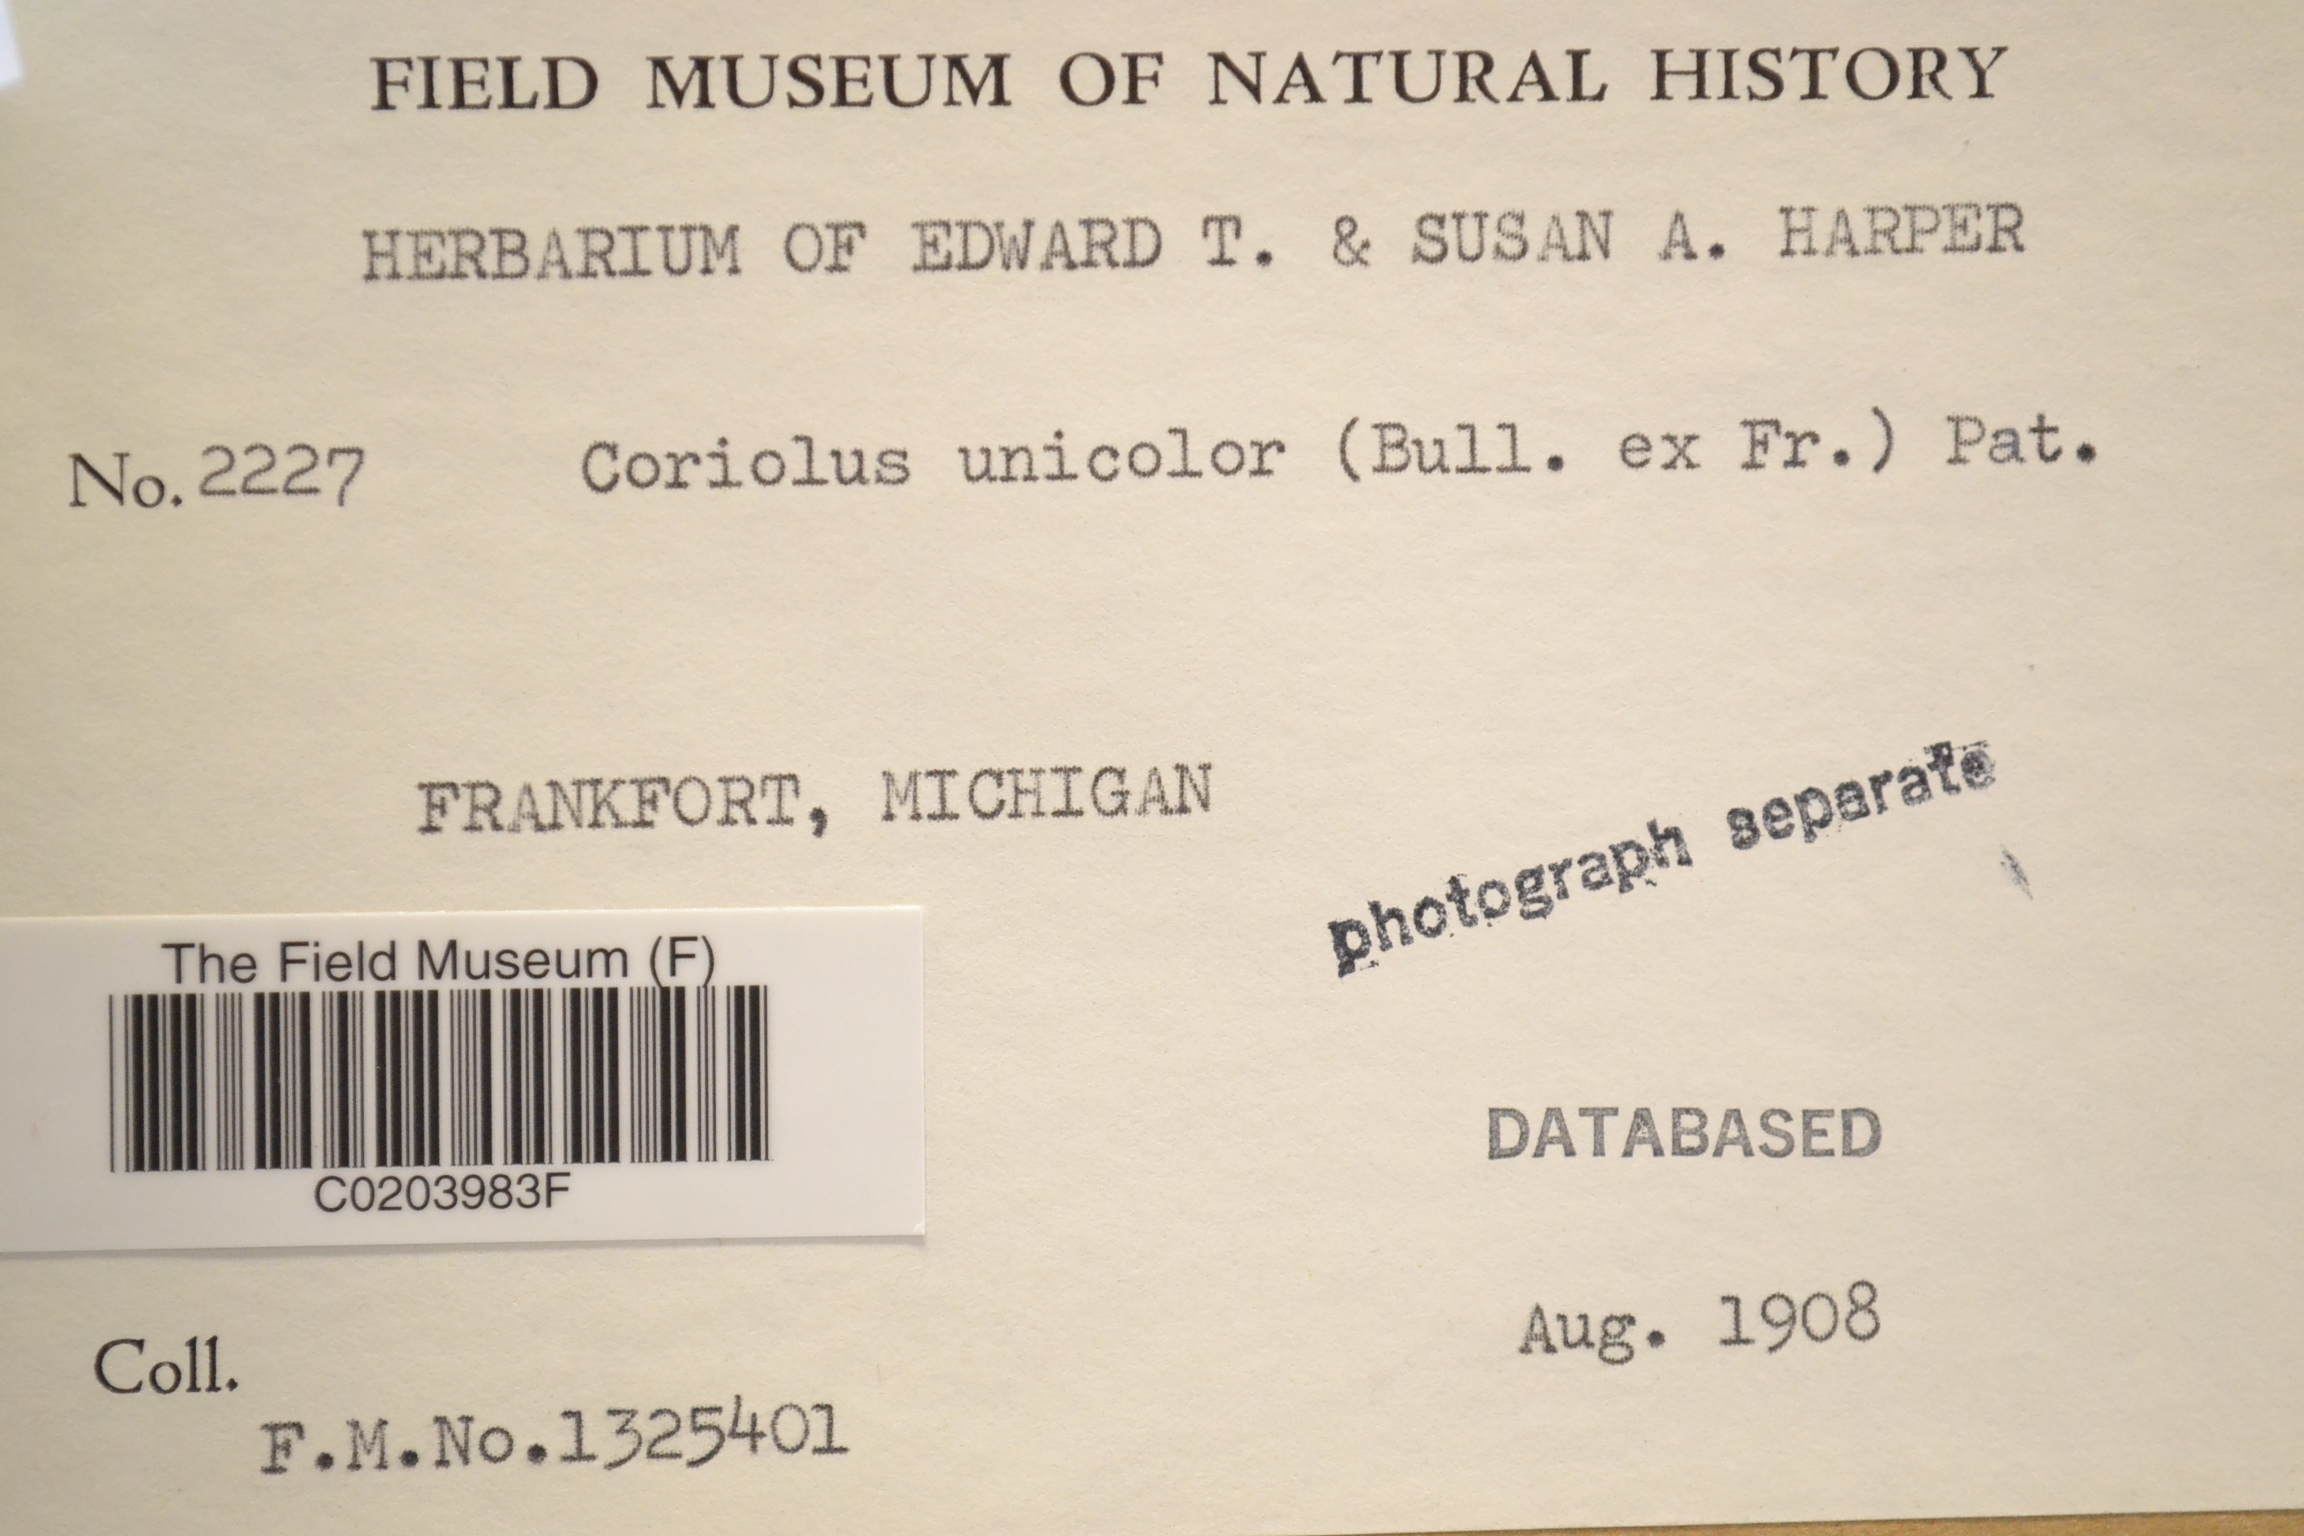 FIELD MUSEUM OF NATURAL HISTORY
HERBARIUM OF EDWARD T. & SUSAN A. HARPER
No. 2227 Coriolus unicolor (Bull. ex Fr.) Pat.
FRANKFORT, MICHIGAN
photograph separate
The Field Museum (F)
C0203983F
DATABASED
Aug. 1908
Coll.
F.M.No.1325401